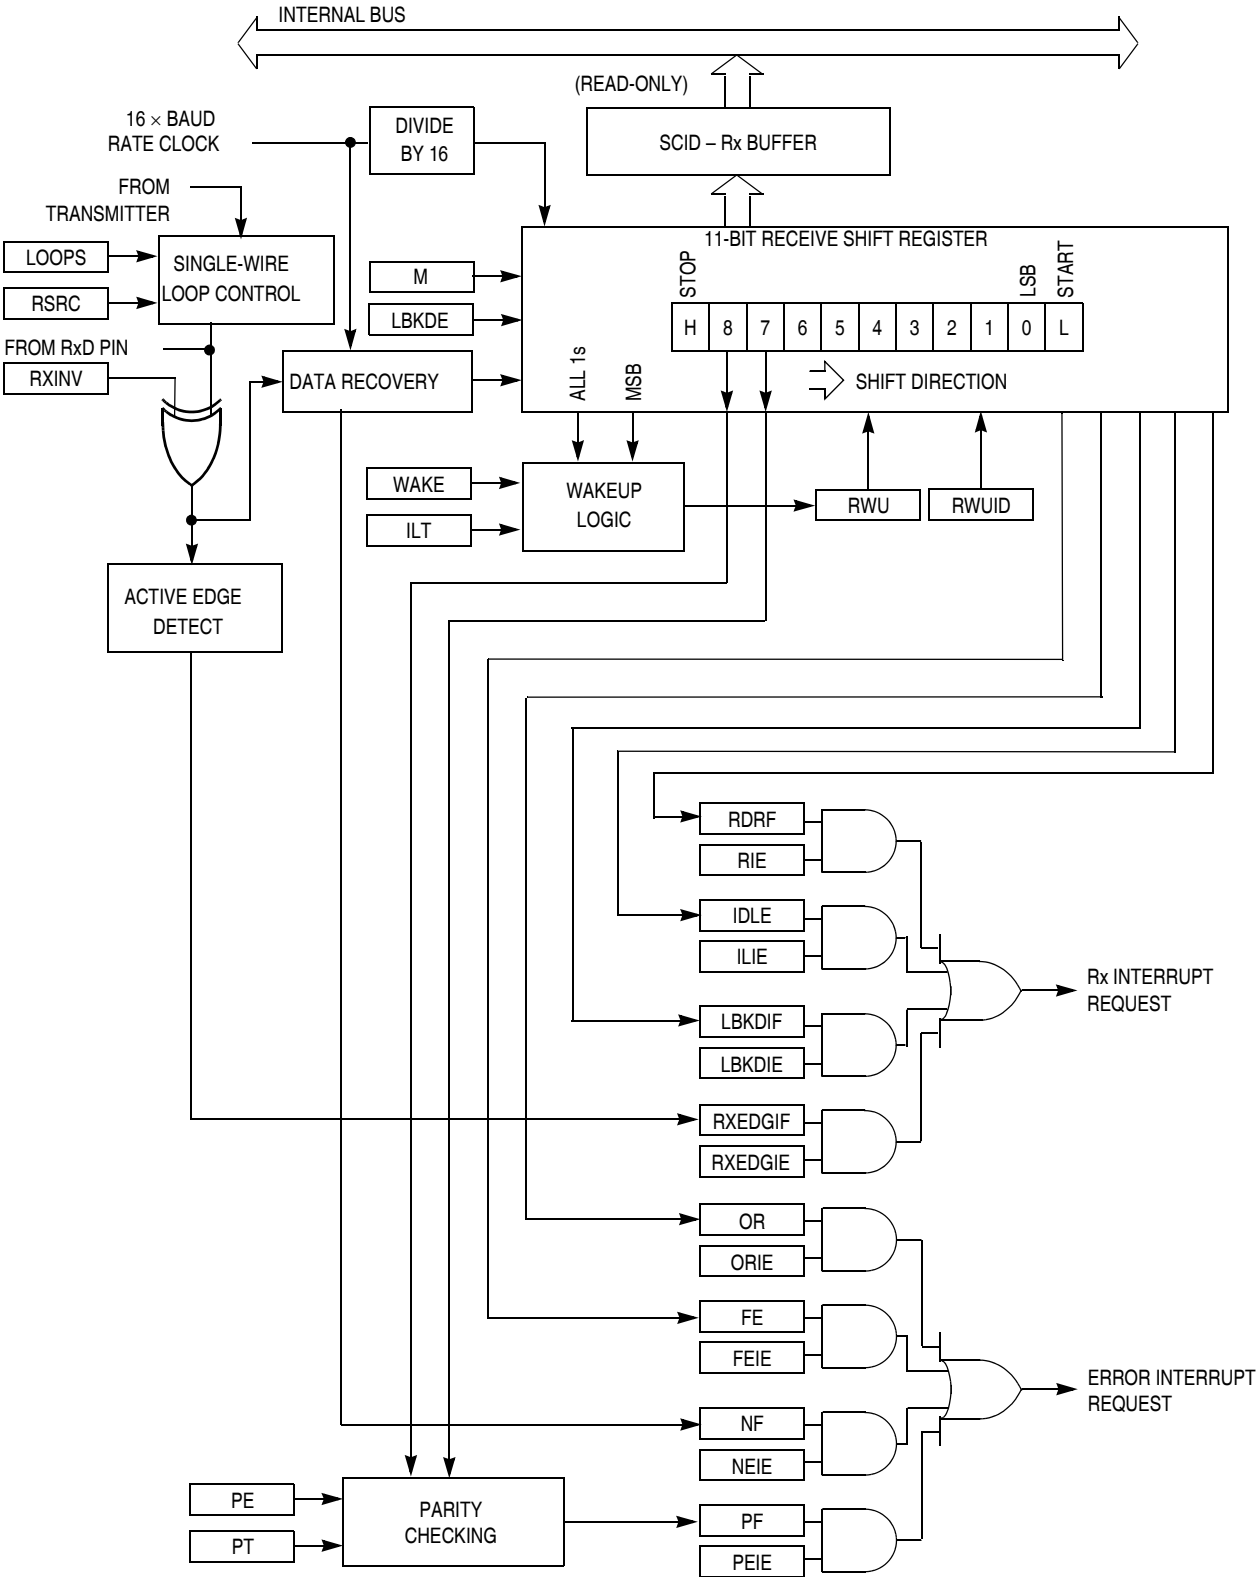 INTERNAL BUS
(READ-ONLY)
16 × BAUD
RATE CLOCK
DIVIDE
BY 16
SCID – Rx BUFFER
FROM
TRANSMITTER
LOOPS
RSRC
SINGLE-WIRE
LOOP CONTROL
11-BIT RECEIVE SHIFT REGISTER
M
LBKDE
STOP
LSB
START
H 8 7 6 5 4 3 2 1 0 L
FROM RxD PIN
RXINV
DATA RECOVERY
ALL 1s
MSB
SHIFT DIRECTION
WAKE
ILT
WAKEUP
LOGIC
RWU
RWUID
ACTIVE EDGE
DETECT
RDRF
RIE
IDLE
ILIE
Rx INTERRUPT
REQUEST
LBKDIF
LBKDIE
RXEDGIF
RXEDGIE
OR
ORIE
FE
FEIE
ERROR INTERRUPT
REQUEST
NF
NEIE
PE
PT
PARITY
CHECKING
PF
PEIE